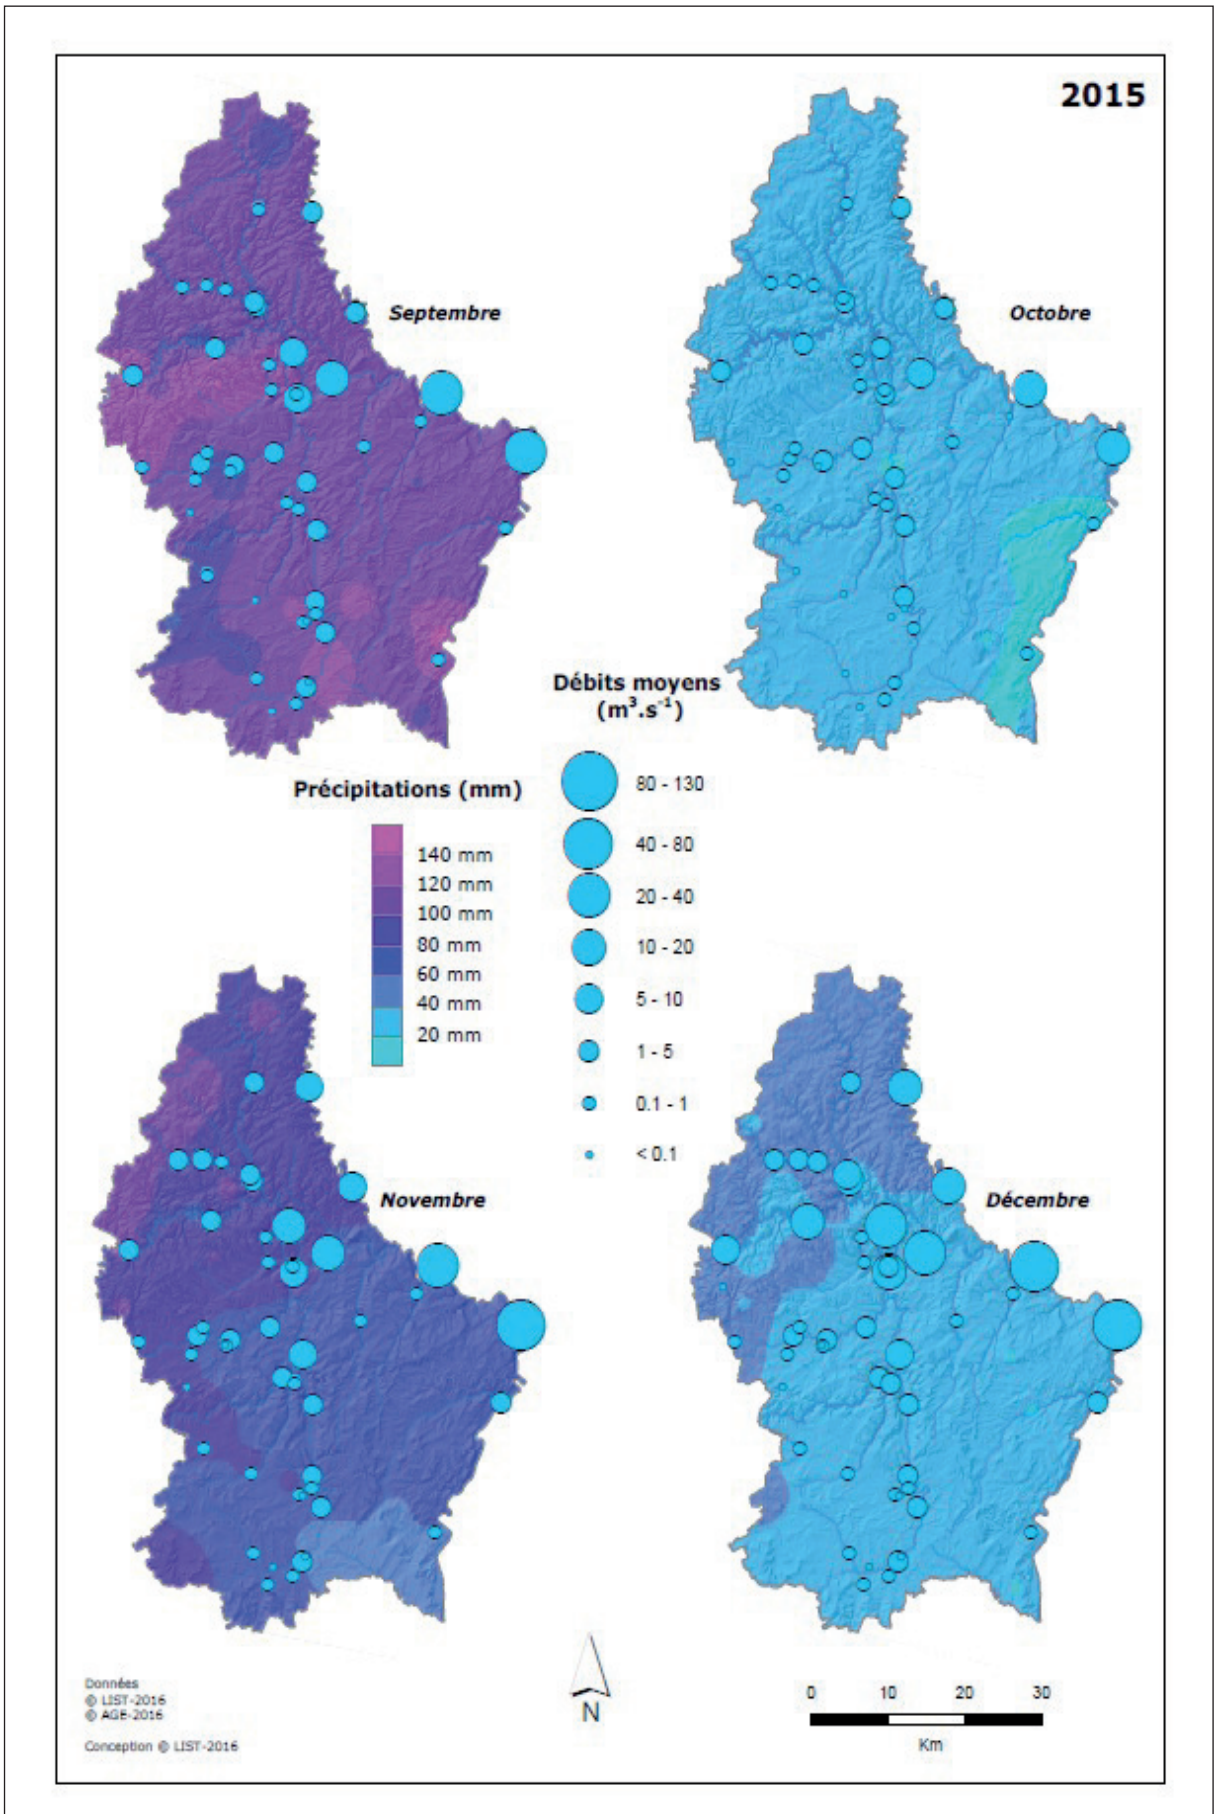 2015
Septembre
Octobre
Débits moyens
(m³.s⁻¹)
80 - 130
40 - 80
20 - 40
10 - 20
5 - 10
1 - 5
0.1 - 1
< 0.1
Précipitations (mm)
140 mm
120 mm
100 mm
80 mm
60 mm
40 mm
20 mm
Novembre
Décembre
Données
© LIST-2016
© AGE-2016
Conception © LIST-2016
N
0 10 20 30
Km